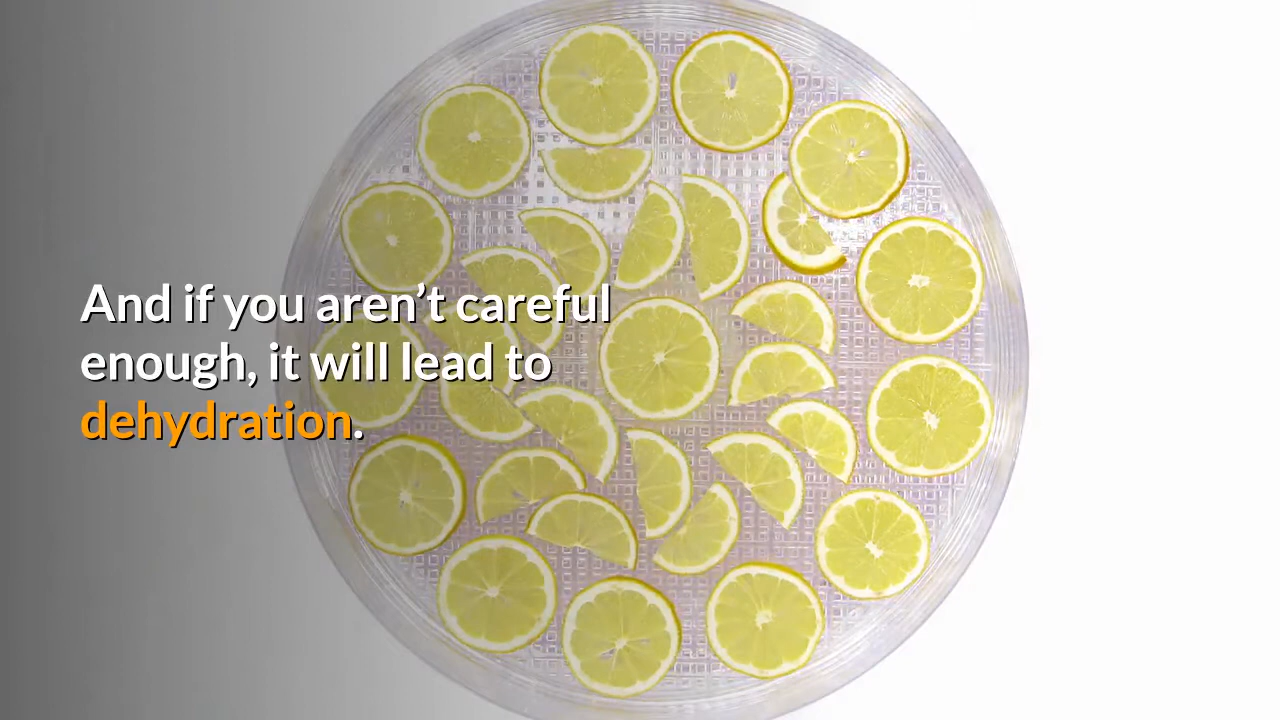 And if you aren’t careful
enough, it will lead to
dehydration.